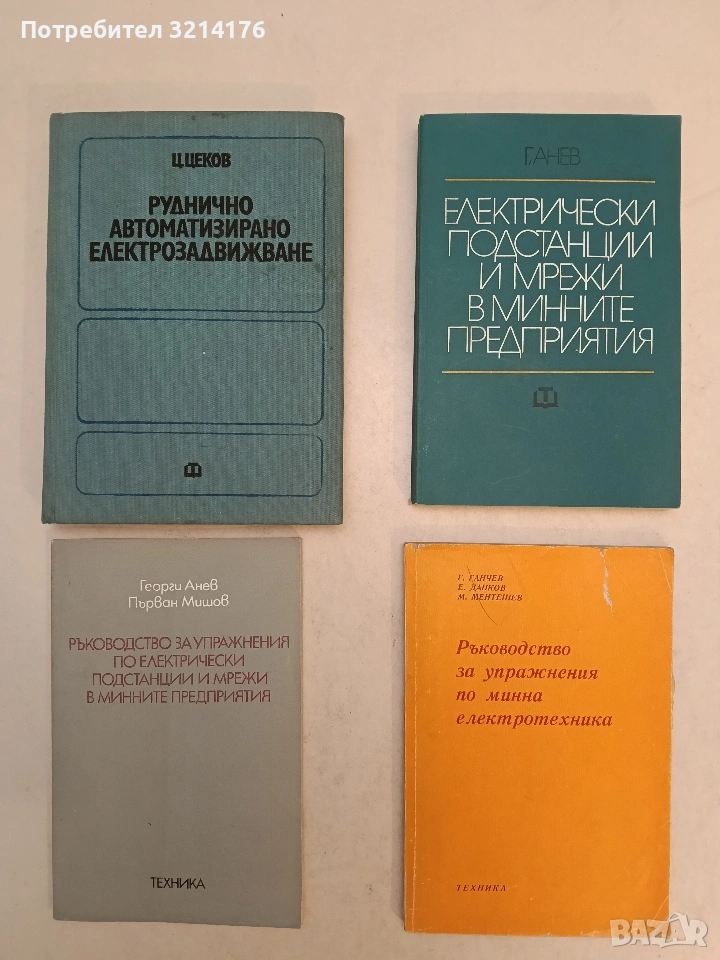 Потребител 3214176
Ц. ЦЕКОВ
РУДНИЧНО
АВТОМАТИЗИРАНО
ЕЛЕКТРОЗАДВИЖВАНЕ
Г. АНЕВ
ЕЛЕКТРИЧЕСКИ
ПОДСТАНЦИИ
И МРЕЖИ
В МИННИТЕ
ПРЕДПРИЯТИЯ
Георги Анев
Първан Мишов
РЪКОВОДСТВО ЗА УПРАЖНЕНИЯ
ПО ЕЛЕКТРИЧЕСКИ
ПОДСТАНЦИИ И МРЕЖИ
В МИННИТЕ ПРЕДПРИЯТИЯ
ТЕХНИКА
Г. ГАНЧЕВ
Е. ДАНКОВ
М. МЕНТЕШЕВ
Ръководство
за упражнения
по минна
електротехника
ТЕХНИКА
BAZAR